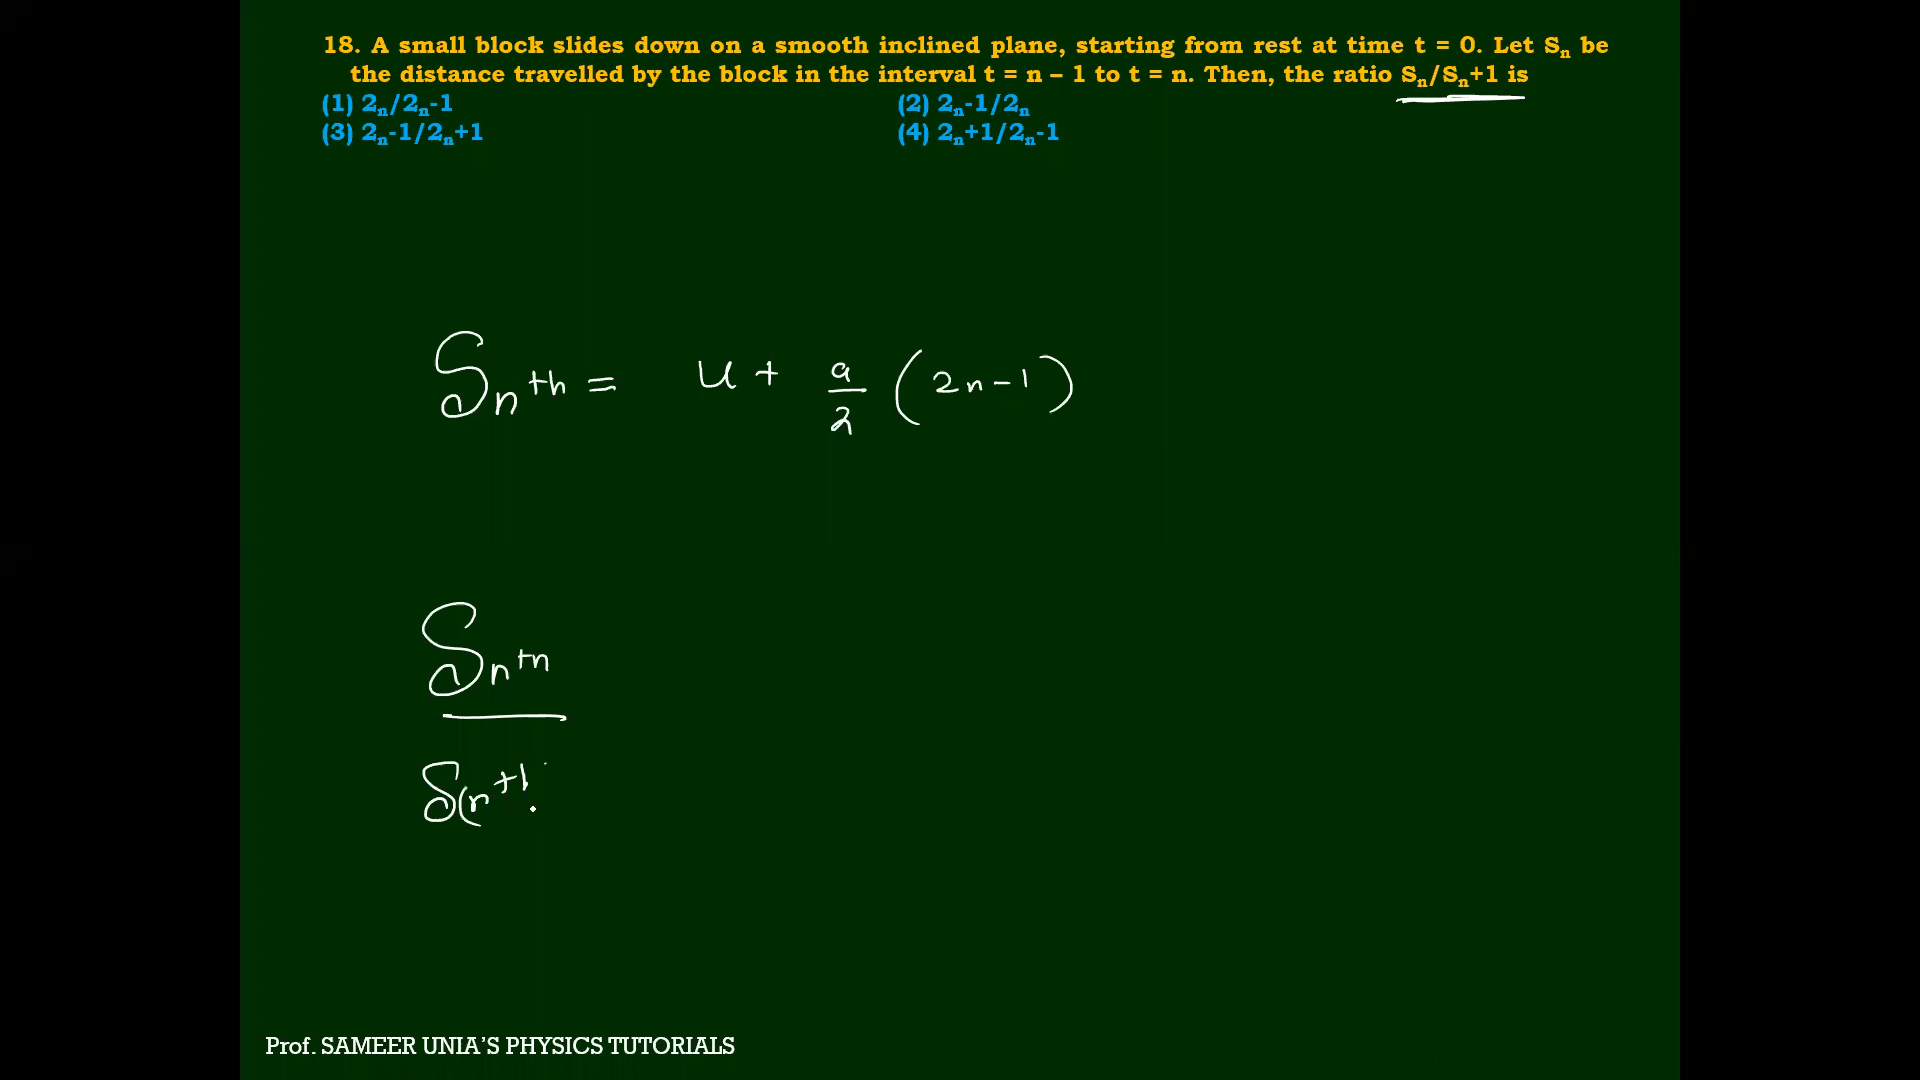 18. A small block slides down on a smooth inclined plane, starting from rest at time t = 0. Let Sₙ be
the distance travelled by the block in the interval t = n – 1 to t = n. Then, the ratio Sₙ/Sₙ+1 is
(1) 2ₙ/2ₙ-1 (2) 2ₙ-1/2ₙ
(3) 2ₙ-1/2ₙ+1 (4) 2ₙ+1/2ₙ-1
Sₙth = u + a/2 (2n-1)
Sₙth
S(n+1
Prof. SAMEER UNIA'S PHYSICS TUTORIALS